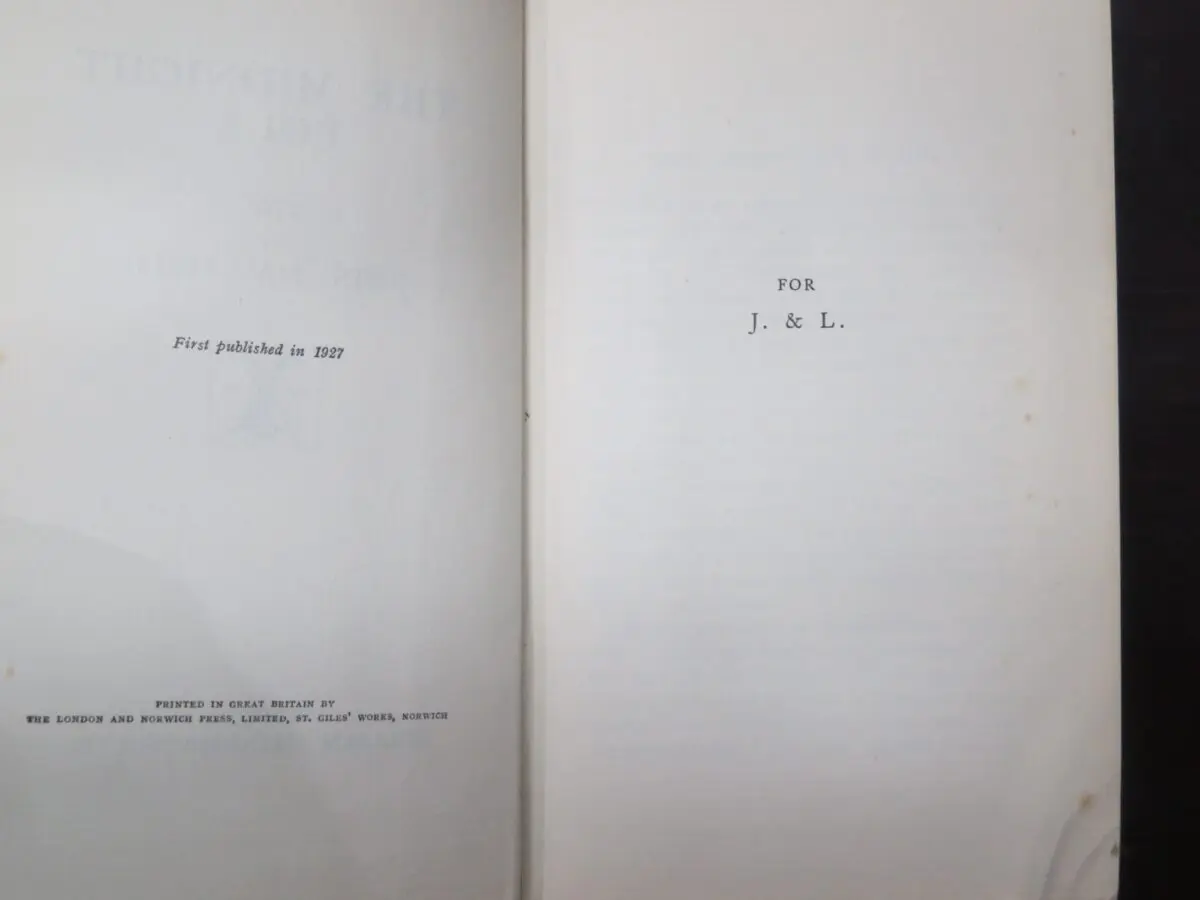 First published in 1927
PRINTED IN GREAT BRITAIN BY
THE LONDON AND NORWICH PRESS, LIMITED, ST. GILES' WORKS, NORWICH
FOR
J. & L.